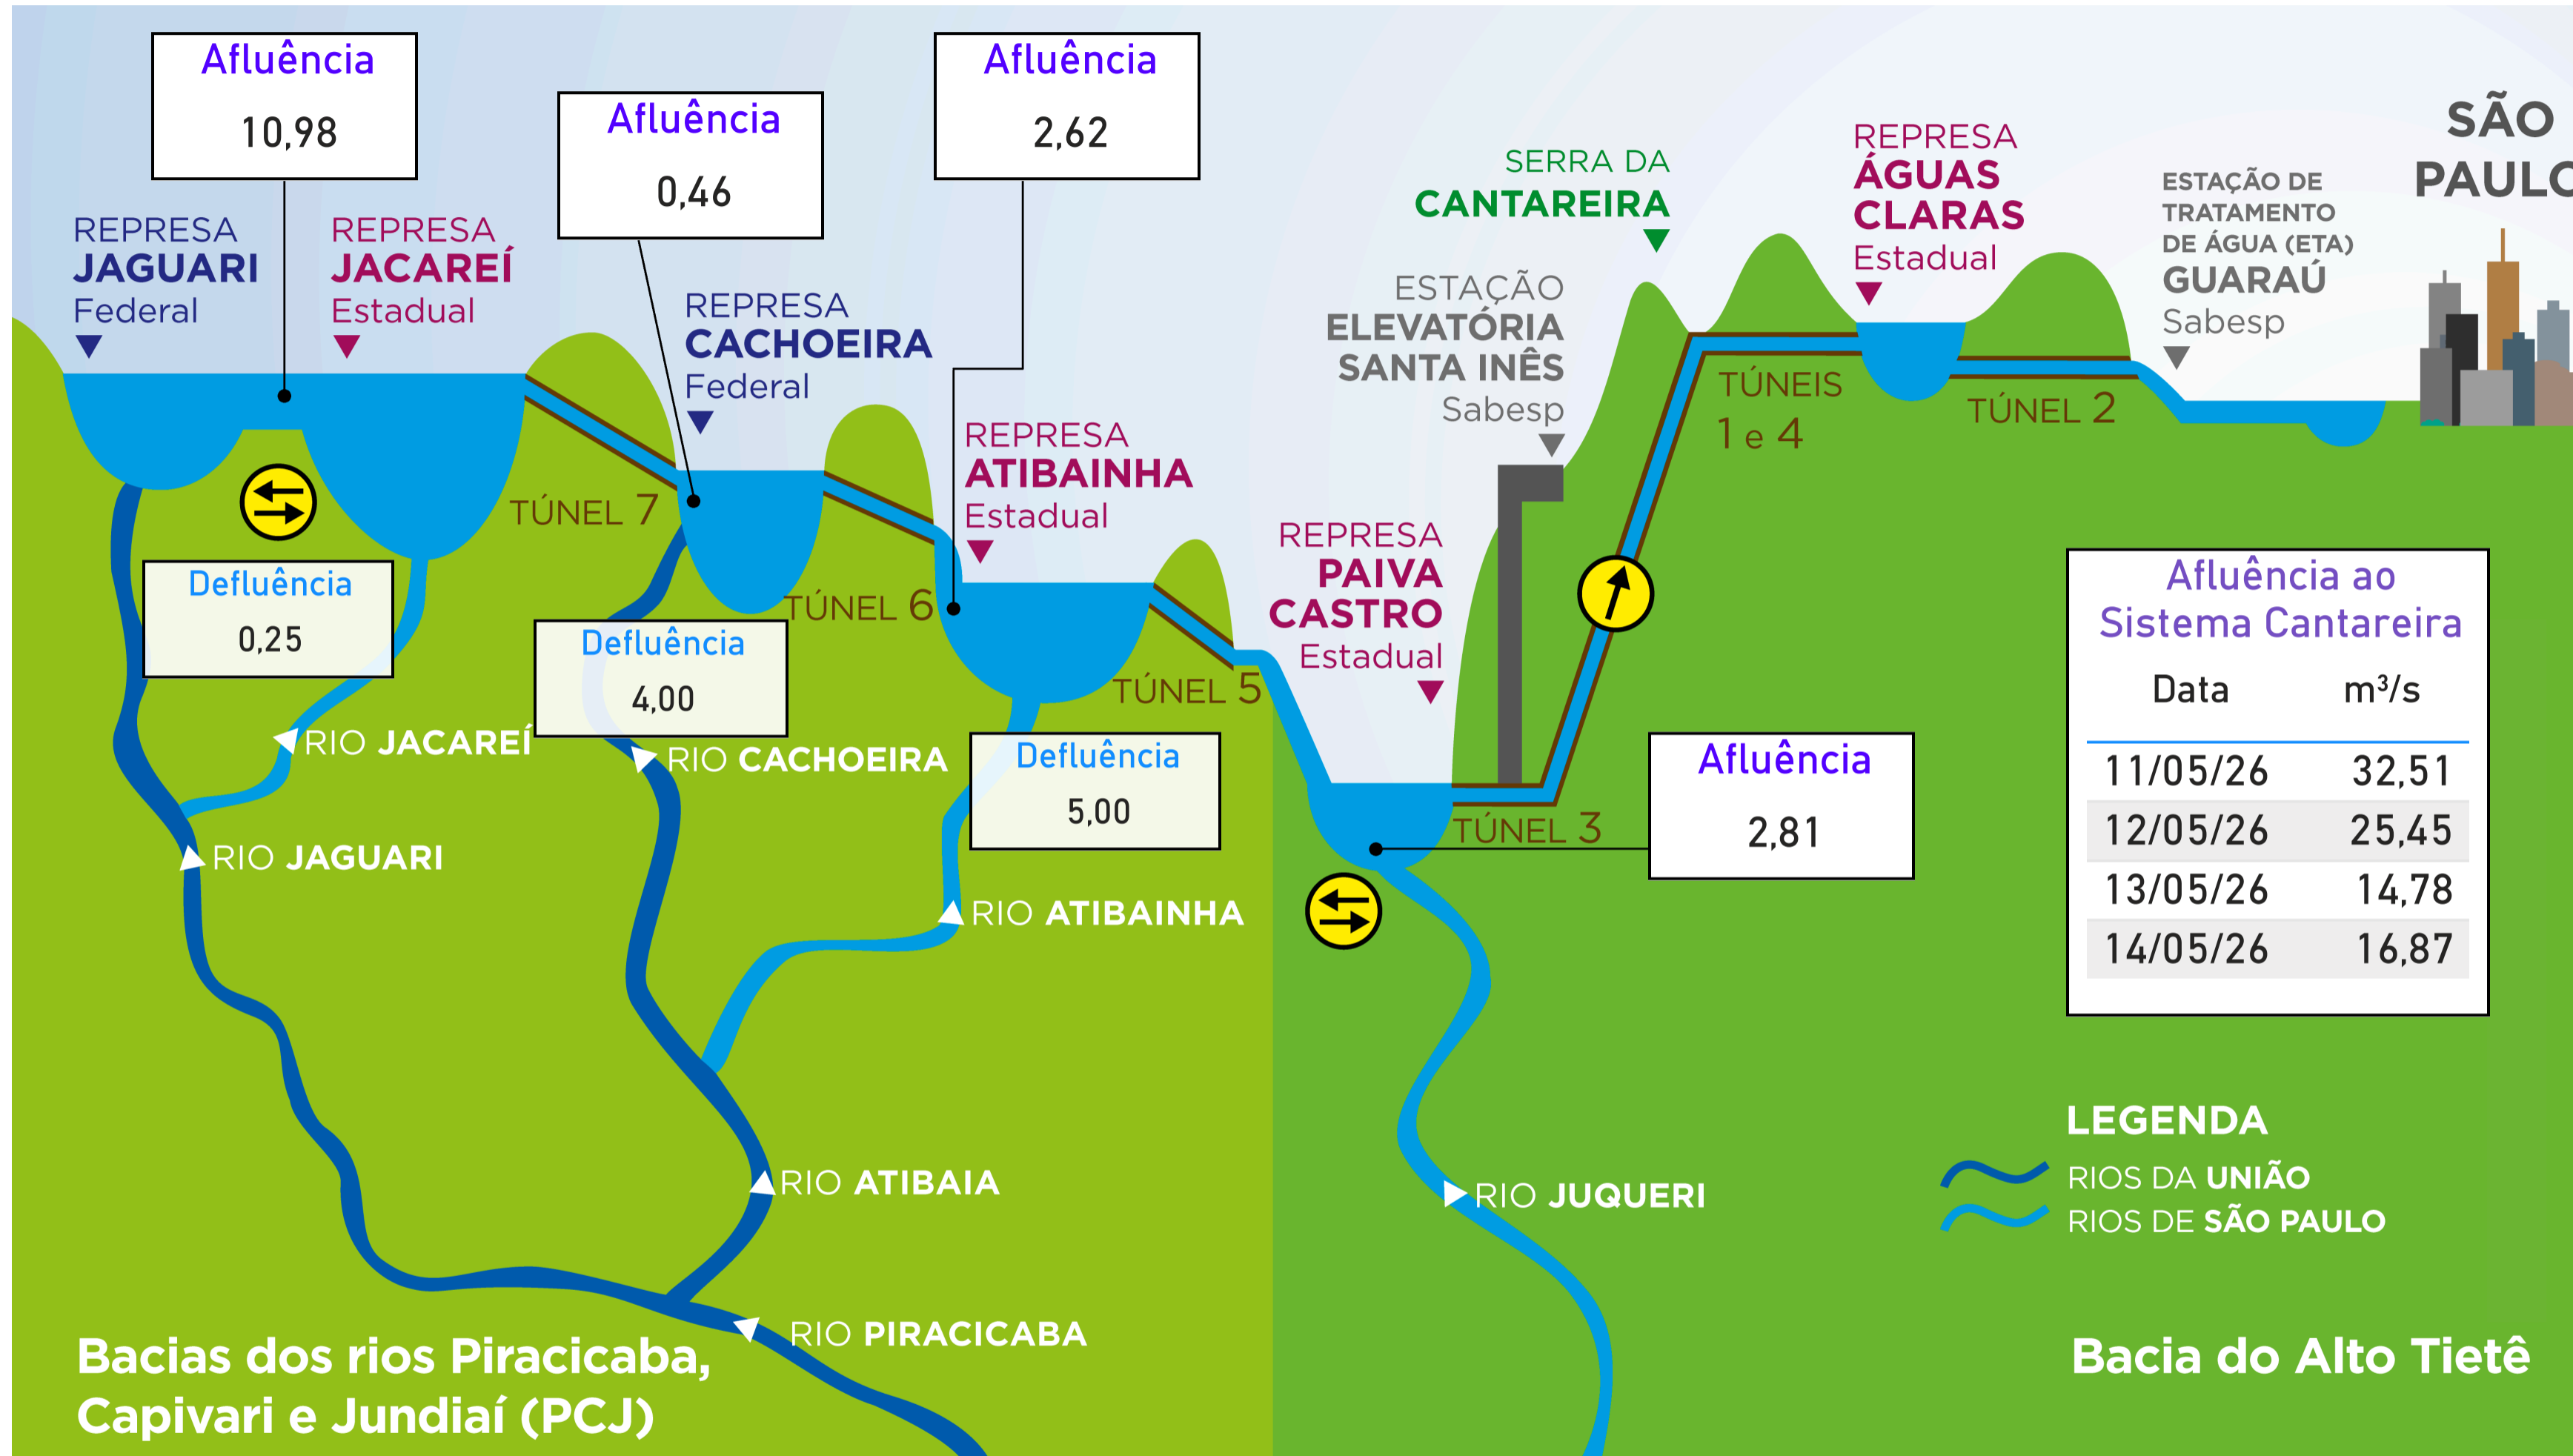 Afluência
10,98
Afluência
0,46
Afluência
2,62
REPRESA
JAGUARI
Federal
REPRESA
JACAREÍ
Estadual
REPRESA
CACHOEIRA
Federal
REPRESA
ATIBAINHA
Estadual
SERRA DA
CANTAREIRA
ESTAÇÃO
ELEVATÓRIA
SANTA INÊS
Sabesp
REPRESA
ÁGUAS
CLARAS
Estadual
ESTAÇÃO DE
TRATAMENTO
DE ÁGUA (ETA)
GUARAÚ
Sabesp
SÃO
PAULO
TÚNEL 7
TÚNEL 6
TÚNEL 5
REPRESA
PAIVA
CASTRO
Estadual
TÚNEIS
1 e 4
TÚNEL 2
TÚNEL 3
Defluência
0,25
Defluência
4,00
Defluência
5,00
Afluência
2,81
RIO JACAREÍ
RIO CACHOEIRA
RIO JAGUARI
RIO ATIBAINHA
RIO ATIBAIA
RIO JUQUERI
RIO PIRACICABA
Afluência ao
Sistema Cantareira
Data m³/s
11/05/26 32,51
12/05/26 25,45
13/05/26 14,78
14/05/26 16,87
LEGENDA
RIOS DA UNIÃO
RIOS DE SÃO PAULO
Bacias dos rios Piracicaba,
Capivari e Jundiaí (PCJ)
Bacia do Alto Tietê